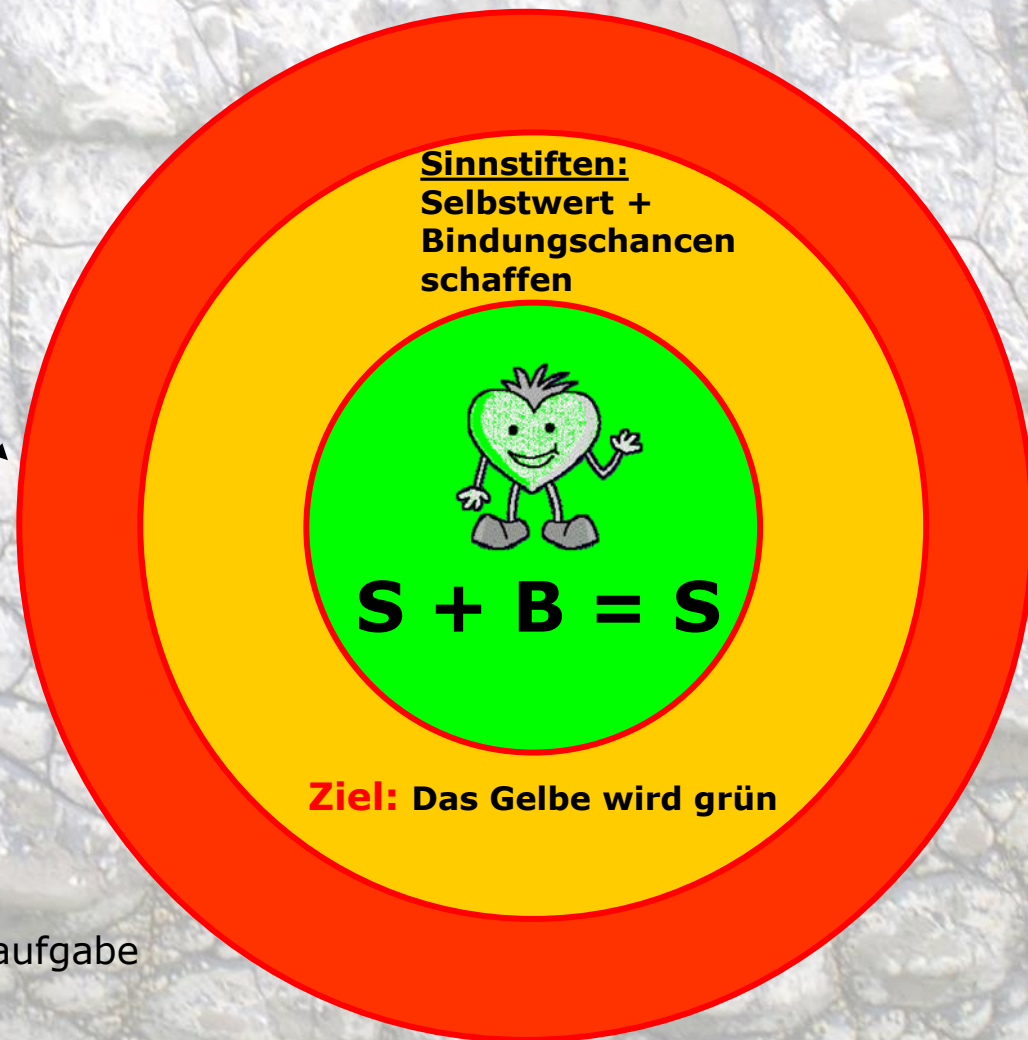 Sinnstiften:
Selbstwert +
Bindungschancen
schaffen
S + B = S
Ziel: Das Gelbe wird grün
aufgabe